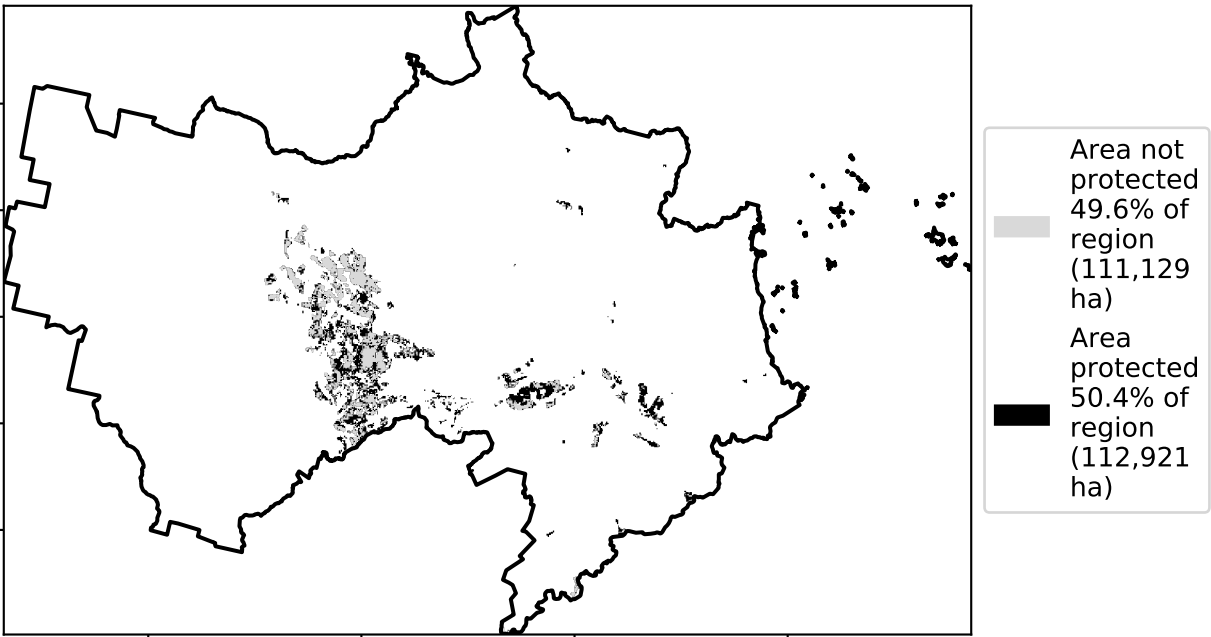 Area not
protected
49.6% of
region
(111,129
ha)
Area
protected
50.4% of
region
(112,921
ha)